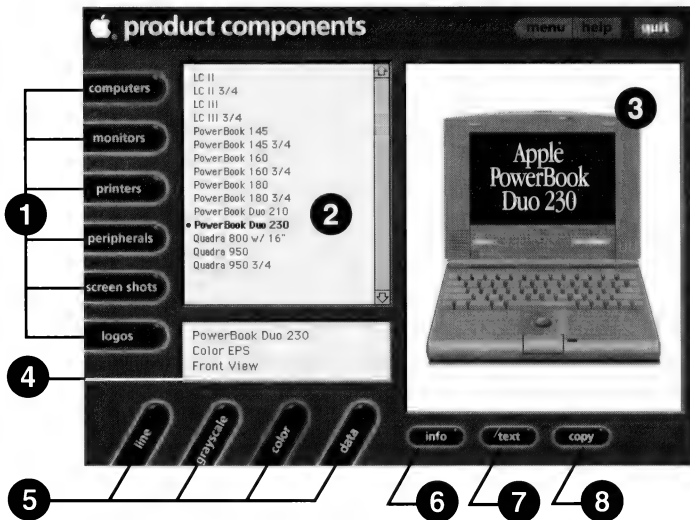 product components
menu help quit
computers
monitors
printers
peripherals
screen shots
logos
LC II
LC II 3/4
LC III
LC III 3/4
PowerBook 145
PowerBook 145 3/4
PowerBook 160
PowerBook 160 3/4
PowerBook 180
PowerBook 180 3/4
PowerBook Duo 210
PowerBook Duo 230
Quadra 800 w/ 16"
Quadra 950
Quadra 950 3/4
Apple
PowerBook
Duo 230
PowerBook Duo 230
Color EPS
Front View
line
grayscale
color
data
info
/text
copy
1
2
3
4
5
6
7
8